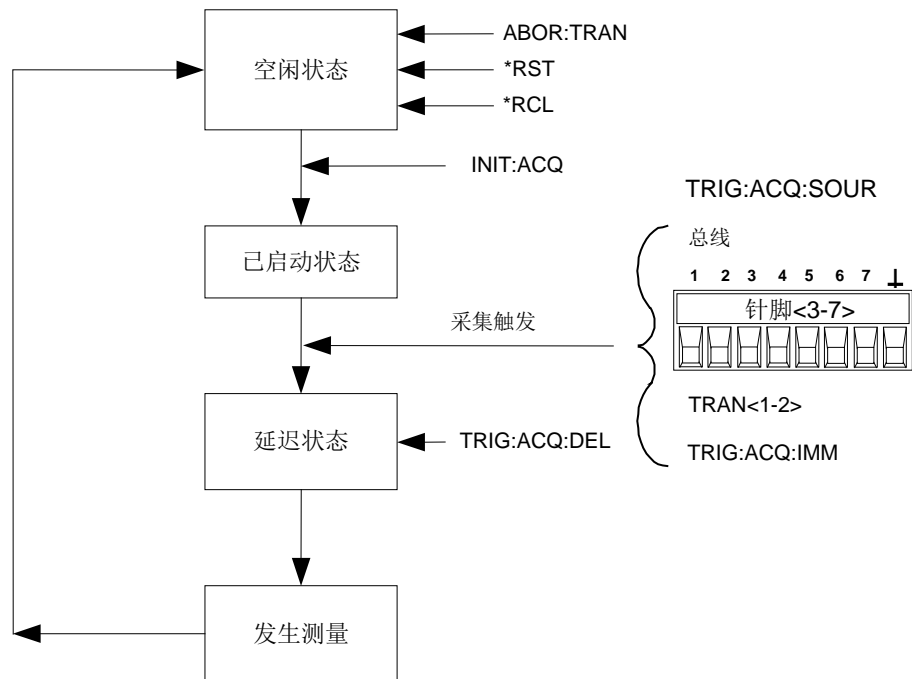 空闲状态
ABOR:TRAN
*RST
*RCL
INIT:ACQ
TRIG:ACQ:SOUR
已启动状态
总线
1 2 3 4 5 6 7
针脚<3-7>
采集触发
延迟状态
TRIG:ACQ:DEL
TRAN<1-2>
TRIG:ACQ:IMM
发生测量